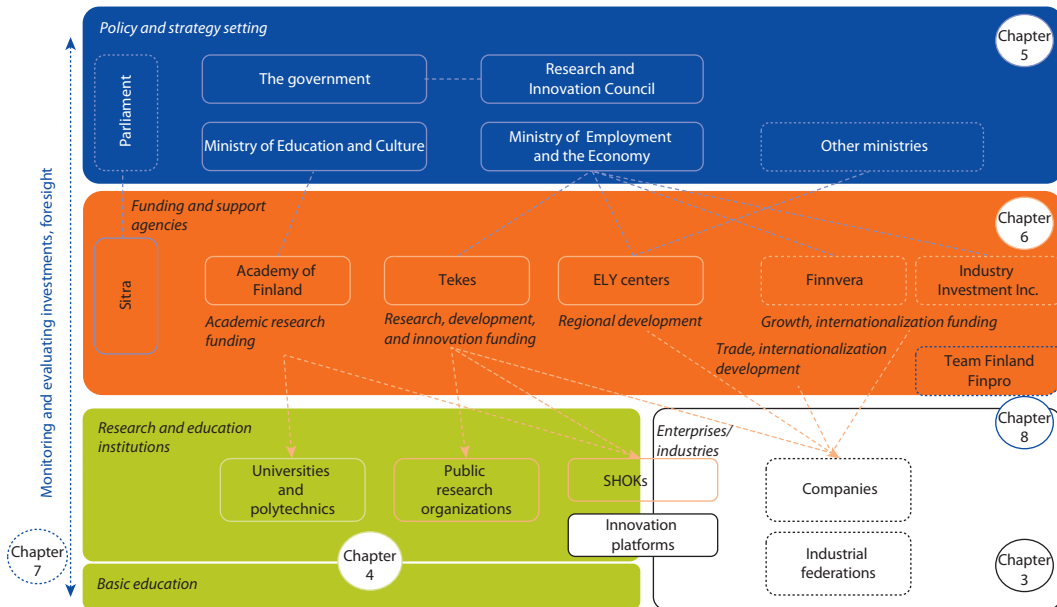 Policy and strategy setting
Chapter
5
Parliament
The government
Research and
Innovation Council
Ministry of Education and Culture
Ministry of Employment
and the Economy
Other ministries
Monitoring and evaluating investments, foresight
Funding and support
agencies
Chapter
6
Sitra
Academy of
Finland
Tekes
ELY centers
Finnvera
Industry
Investment Inc.
Academic research
funding
Research, development,
and innovation funding
Regional development
Growth, internationalization funding
Trade, internationalization
development
Team Finland
Finpro
Chapter
8
Research and education
institutions
Enterprises/
industries
Universities
and
polytechnics
Public
research
organizations
SHOKs
Companies
Innovation
platforms
Industrial
federations
Chapter
7
Chapter
4
Chapter
3
Basic education